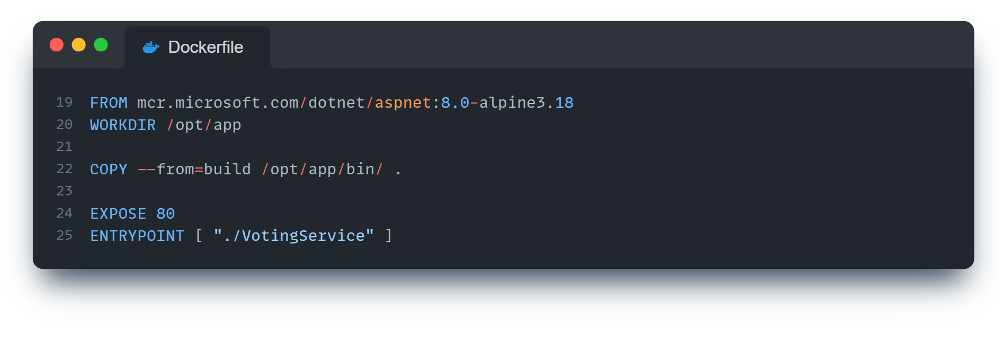 Dockerfile
19 FROM mcr.microsoft.com/dotnet/aspnet:8.0-alpine3.18
20 WORKDIR /opt/app
21
22 COPY --from=build /opt/app/bin/ .
23
24 EXPOSE 80
25 ENTRYPOINT [ "./VotingService" ]